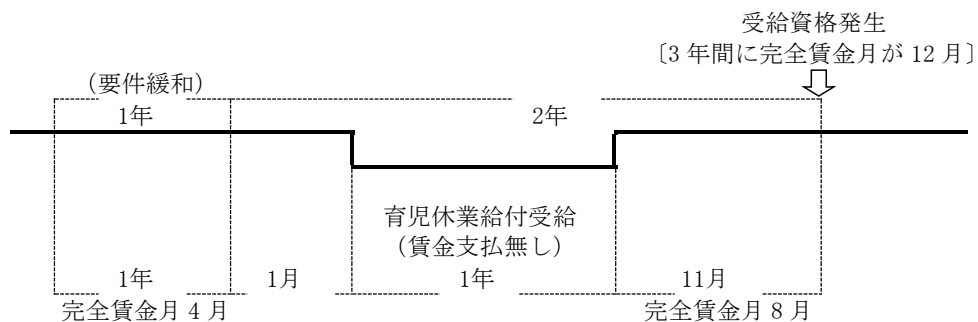 受給資格発生
〔3年間に完全賃金月が12月〕
（要件緩和）
1年
2年
育児休業給付受給
（賃金支払無し）
1年
1月
1年
11月
完全賃金月4月
完全賃金月8月